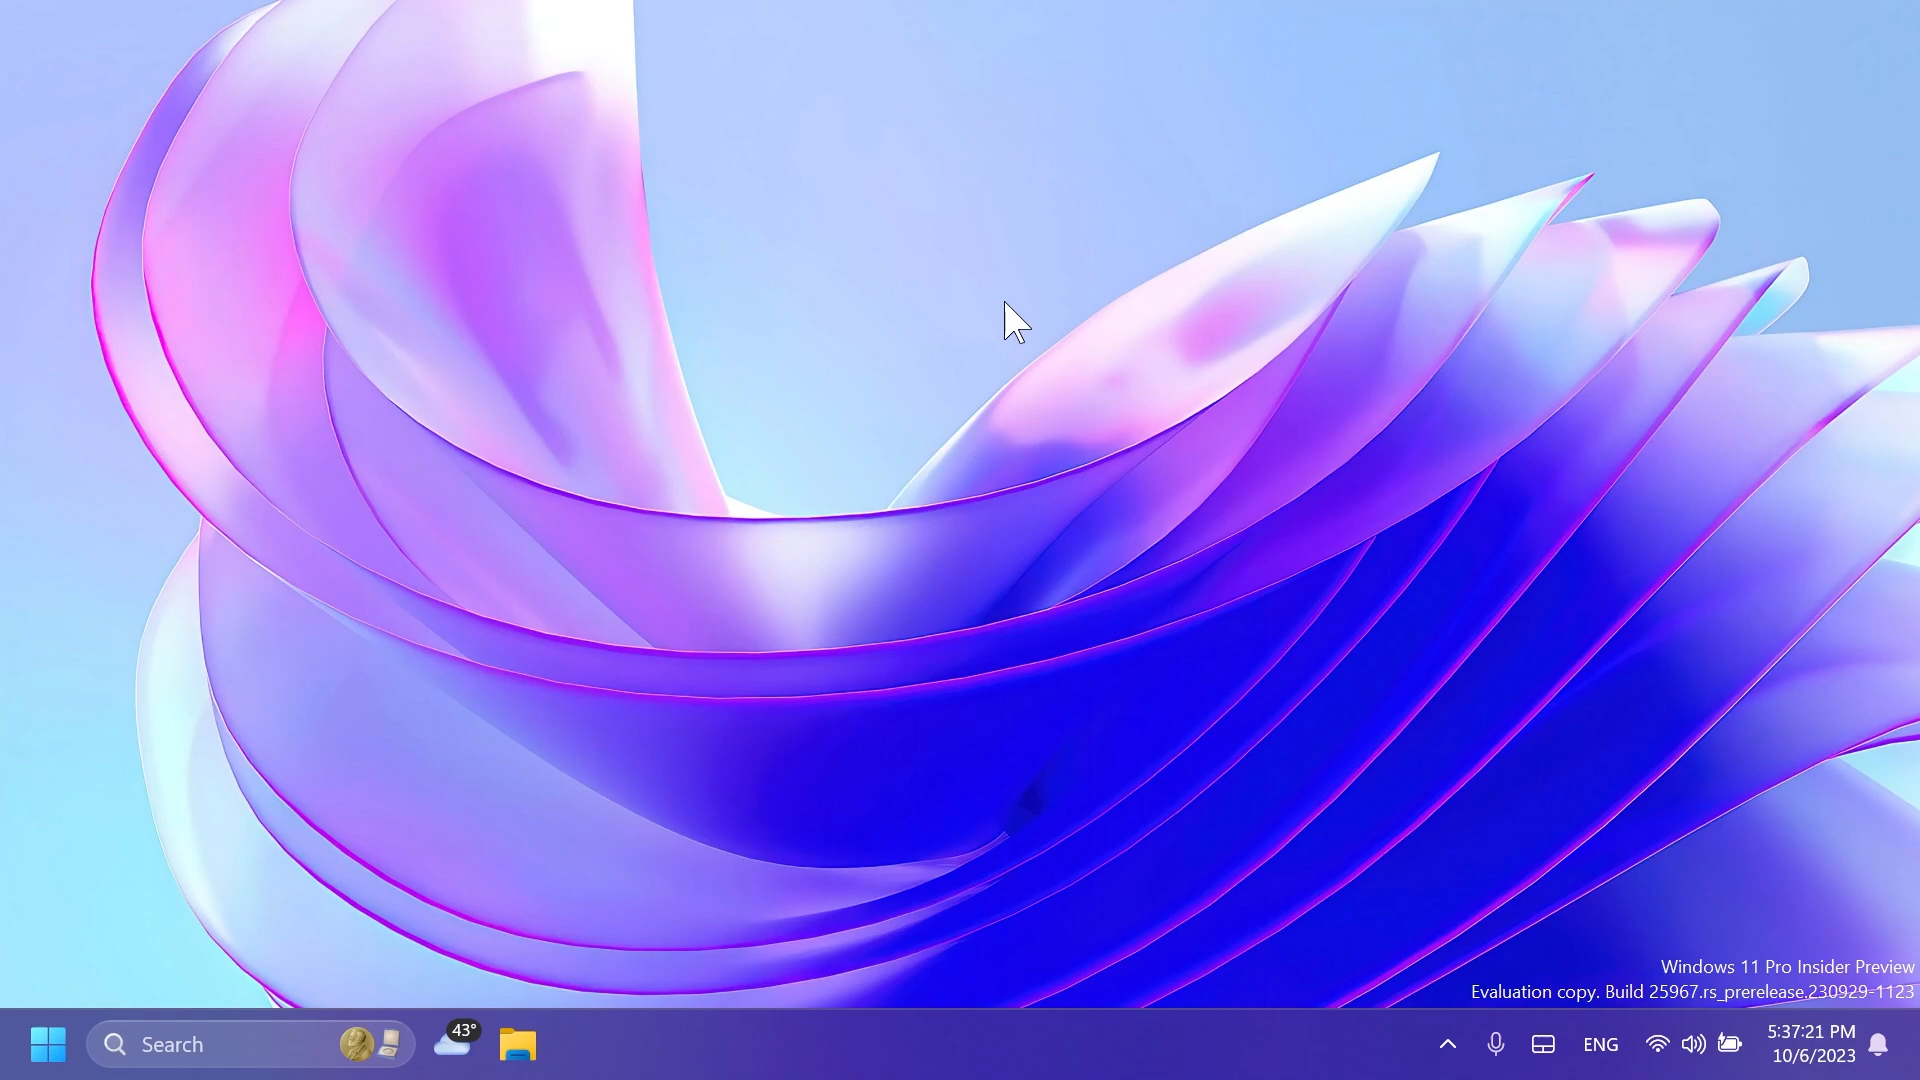 Windows 11 Pro Insider Preview
Evaluation copy. Build 25967.rs_prerelease.230929-1123
Search
43°
ENG
5:37:21 PM
10/6/2023